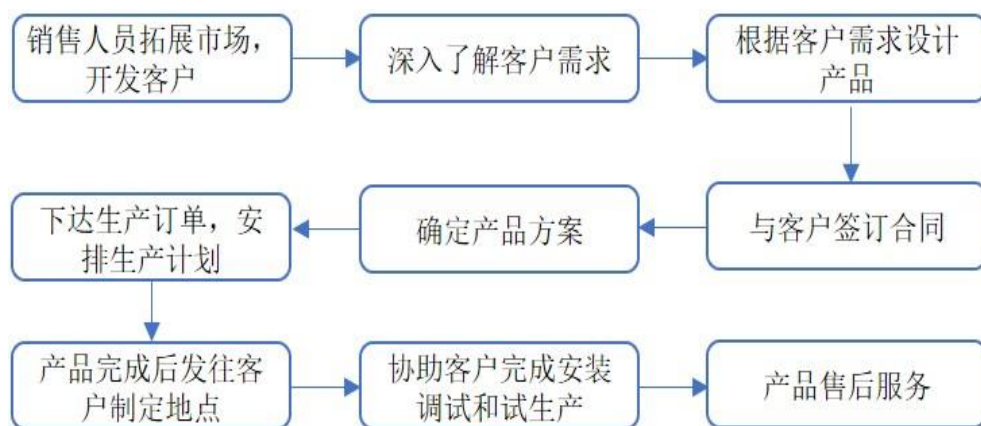 销售人员拓展市场，
开发客户
深入了解客户需求
根据客户需求设计
产品
与客户签订合同
确定产品方案
下达生产订单，安
排生产计划
产品完成后发往客
户制定地点
协助客户完成安装
调试和试生产
产品售后服务